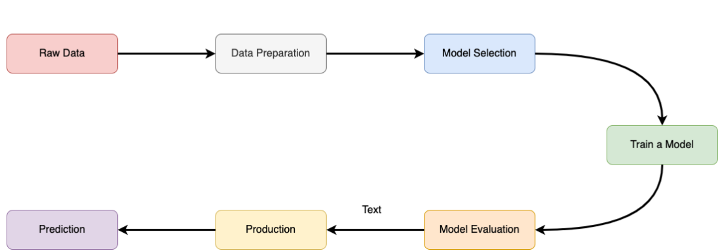 Raw Data
Data Preparation
Model Selection
Train a Model
Text
Prediction
Production
Model Evaluation